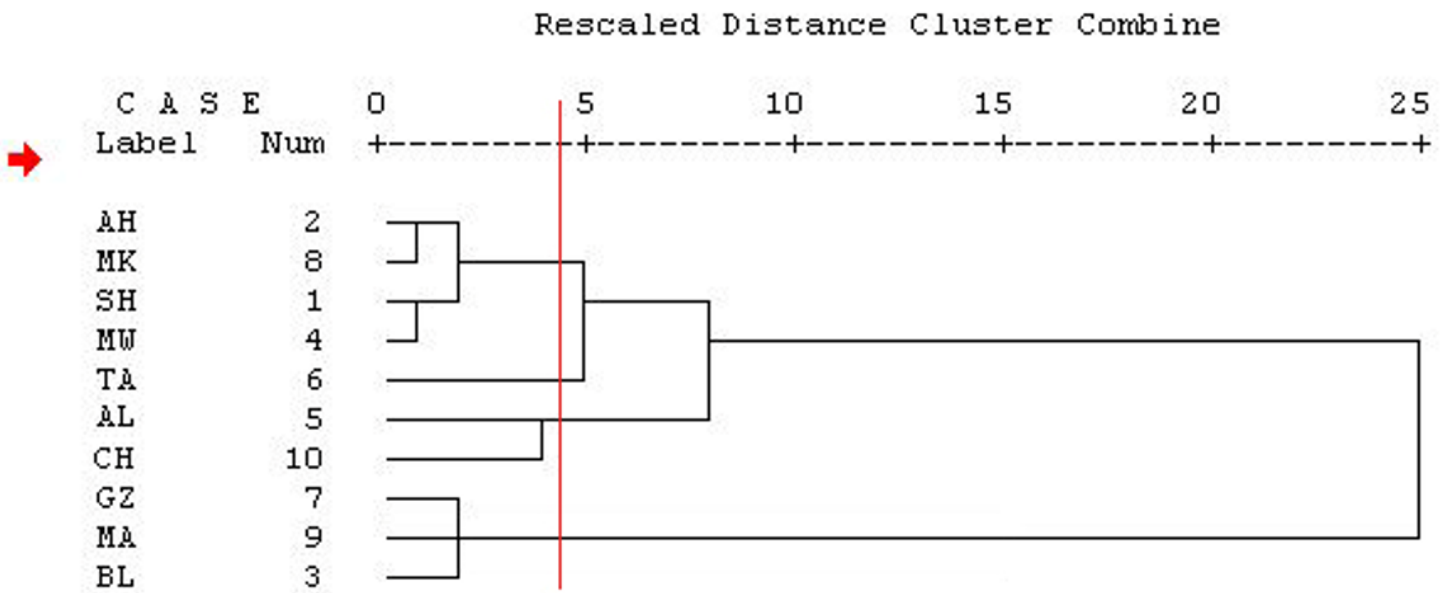 Rescaled Distance Cluster Combine
C A S E 0 5 10 15 20 25
Label Num +---------+---------+---------+---------+---------+
AH 2
MK 8
SH 1
MW 4
TA 6
AL 5
CH 10
GZ 7
MA 9
BL 3